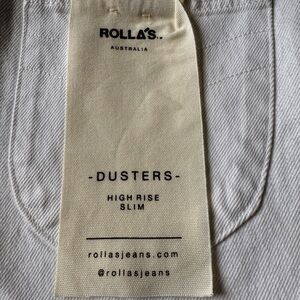 ROLLA'S..
AUSTRALIA
-DUSTERS-
HIGH RISE
SLIM
rollasjeans.com
@rollasjeans